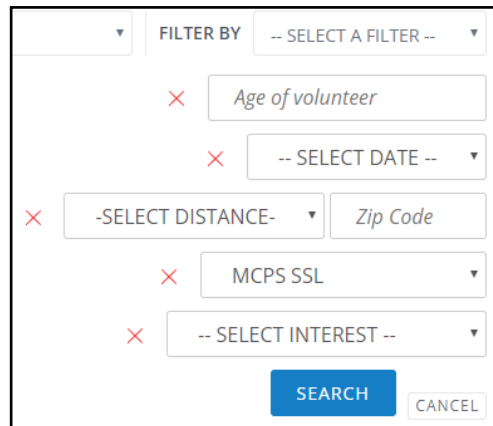 FILTER BY -- SELECT A FILTER --
Age of volunteer
-- SELECT DATE --
-SELECT DISTANCE- Zip Code
MCPS SSL
-- SELECT INTEREST --
SEARCH CANCEL